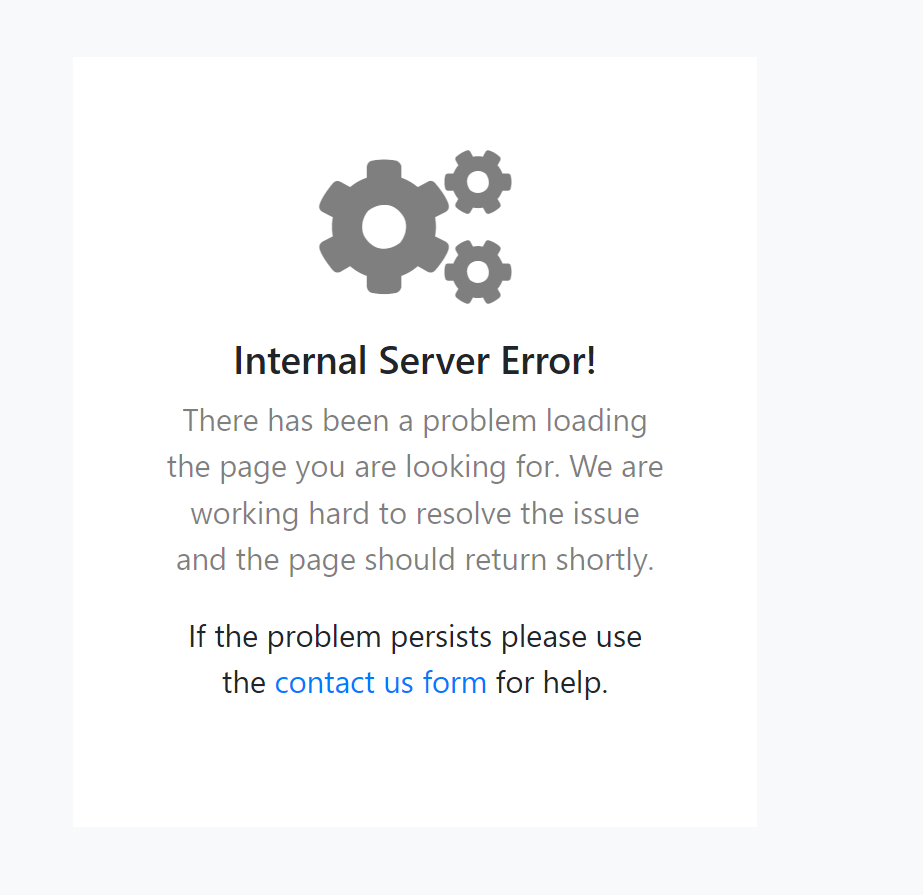 Internal Server Error!
There has been a problem loading
the page you are looking for. We are
working hard to resolve the issue
and the page should return shortly.
If the problem persists please use
the contact us form for help.